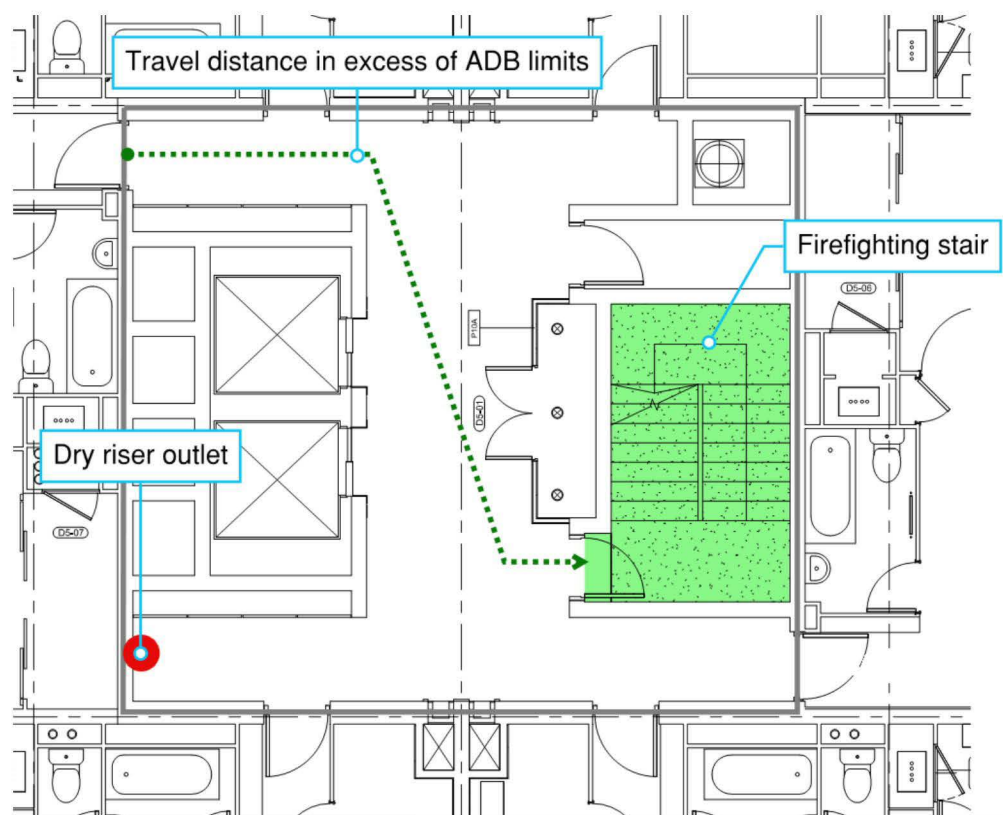 Travel distance in excess of ADB limits
Firefighting stair
D5-06
P10A
D5-01
Dry riser outlet
D5-07